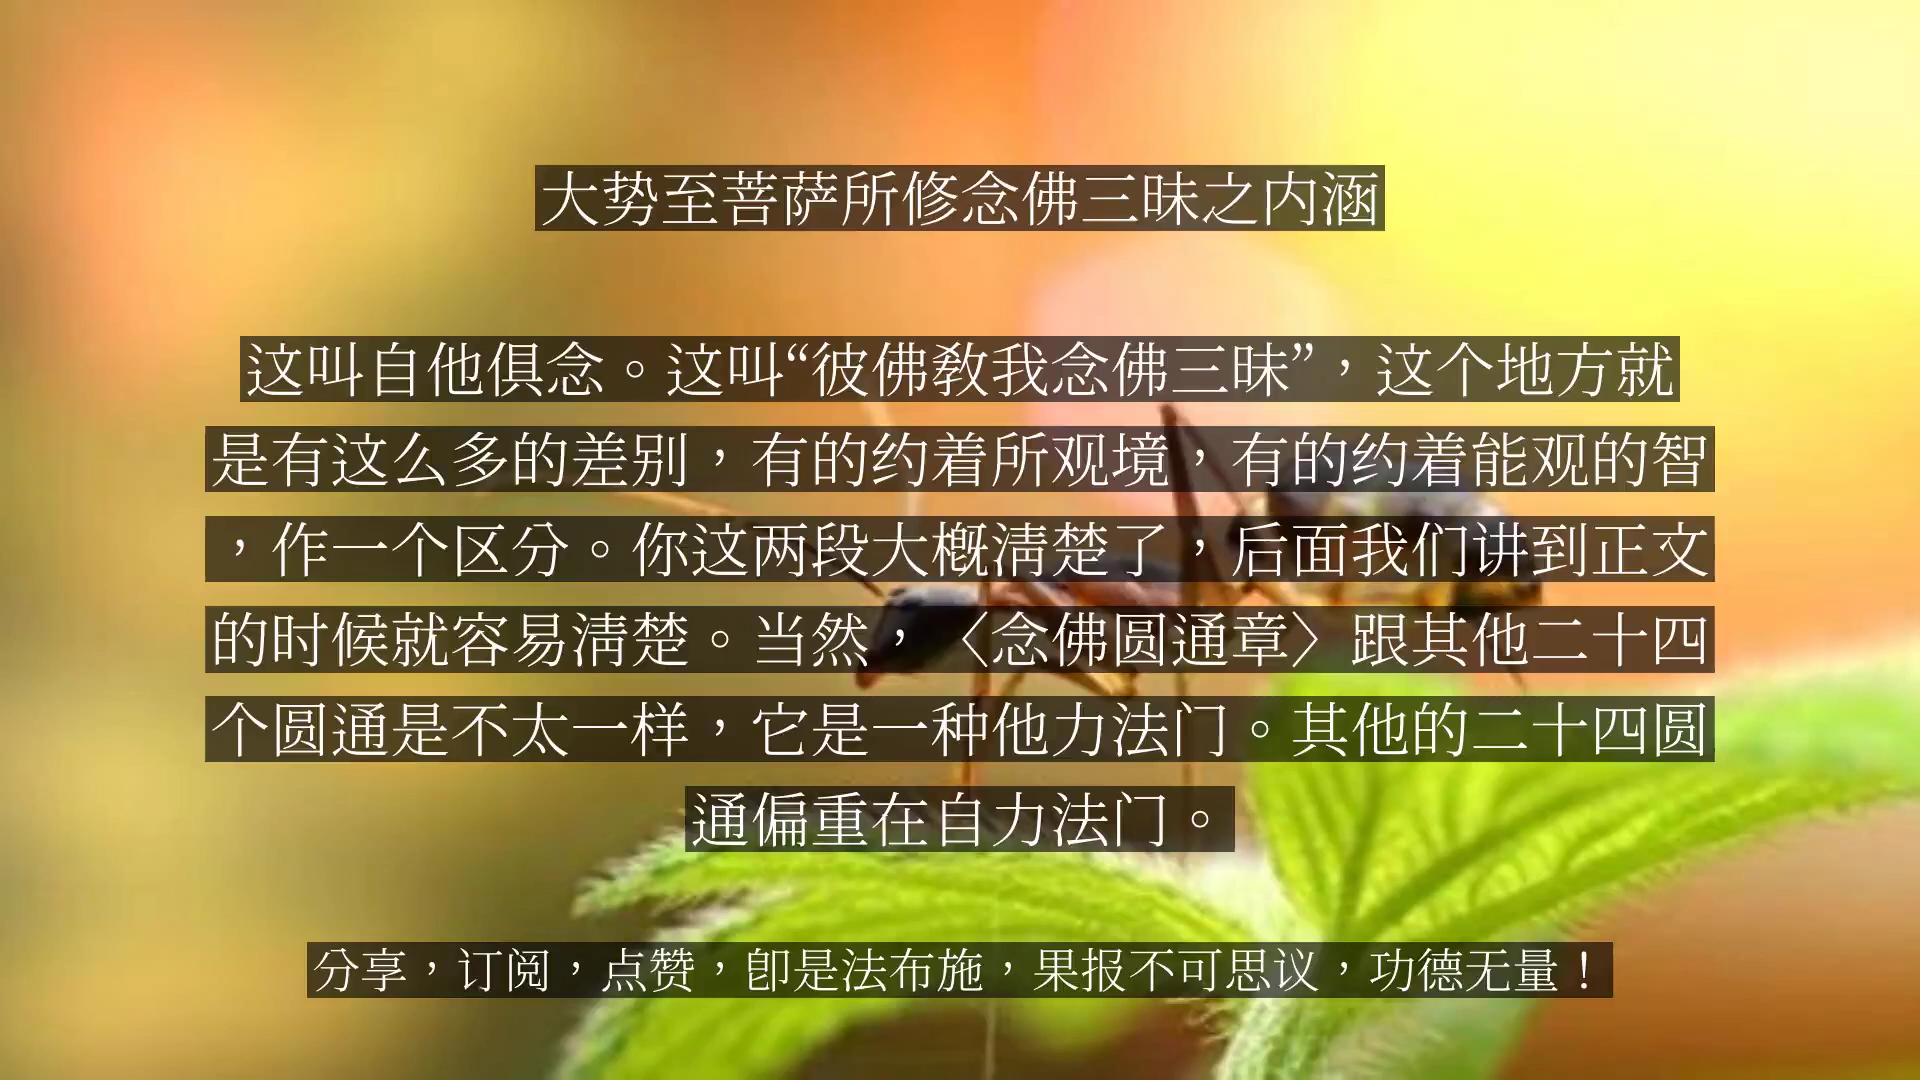 大势至菩萨所修念佛三昧之内涵
这叫自他俱念。这叫“彼佛教我念佛三昧”，这个地方就
是有这么多的差别，有的约着所观境，有的约着能观的智
，作一个区分。你这两段大概清楚了，后面我们讲到正文
的时候就容易清楚。当然，〈念佛圆通章〉跟其他二十四
个圆通是不太一样，它是一种他力法门。其他的二十四圆
通偏重在自力法门。
分享，订阅，点赞，即是法布施，果报不可思议，功德无量！